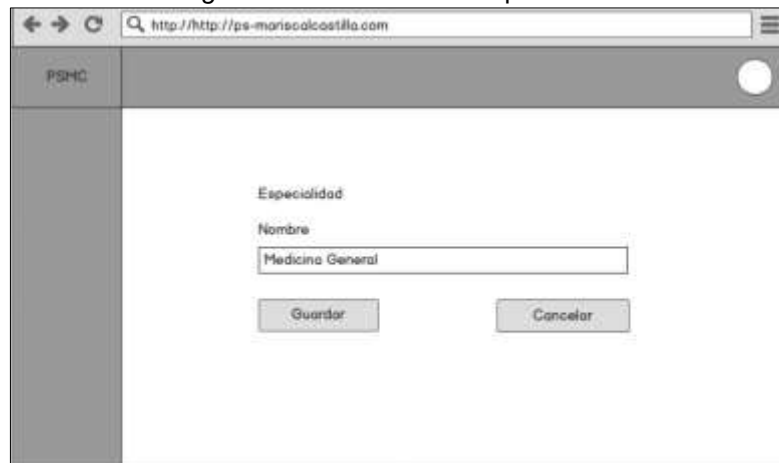 http://http://ps-mariscalcastilla.com
PSMC
Especialidad
Nombre
Medicina General
Guardar Cancelar